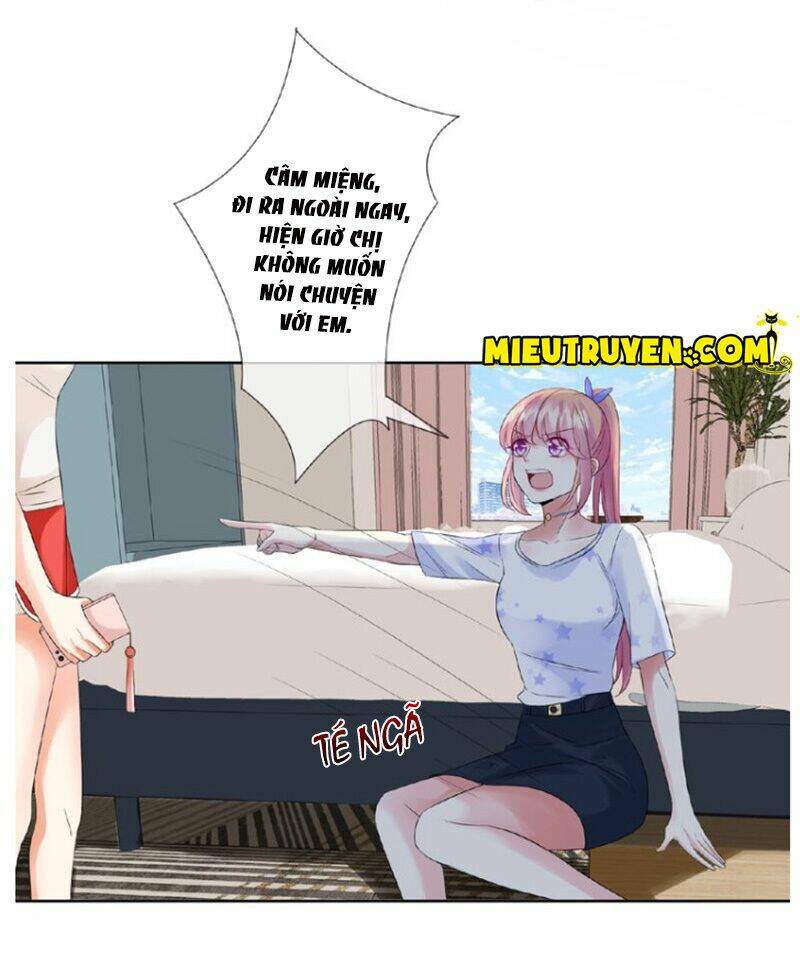 CÂM MIỆNG,
ĐI RA NGOÀI NGAY,
HIỆN GIỜ CHỊ
KHÔNG MUỐN
NÓI CHUYỆN
VỚI EM.
MIEUTRUYEN.COM
TÉ NGÃ